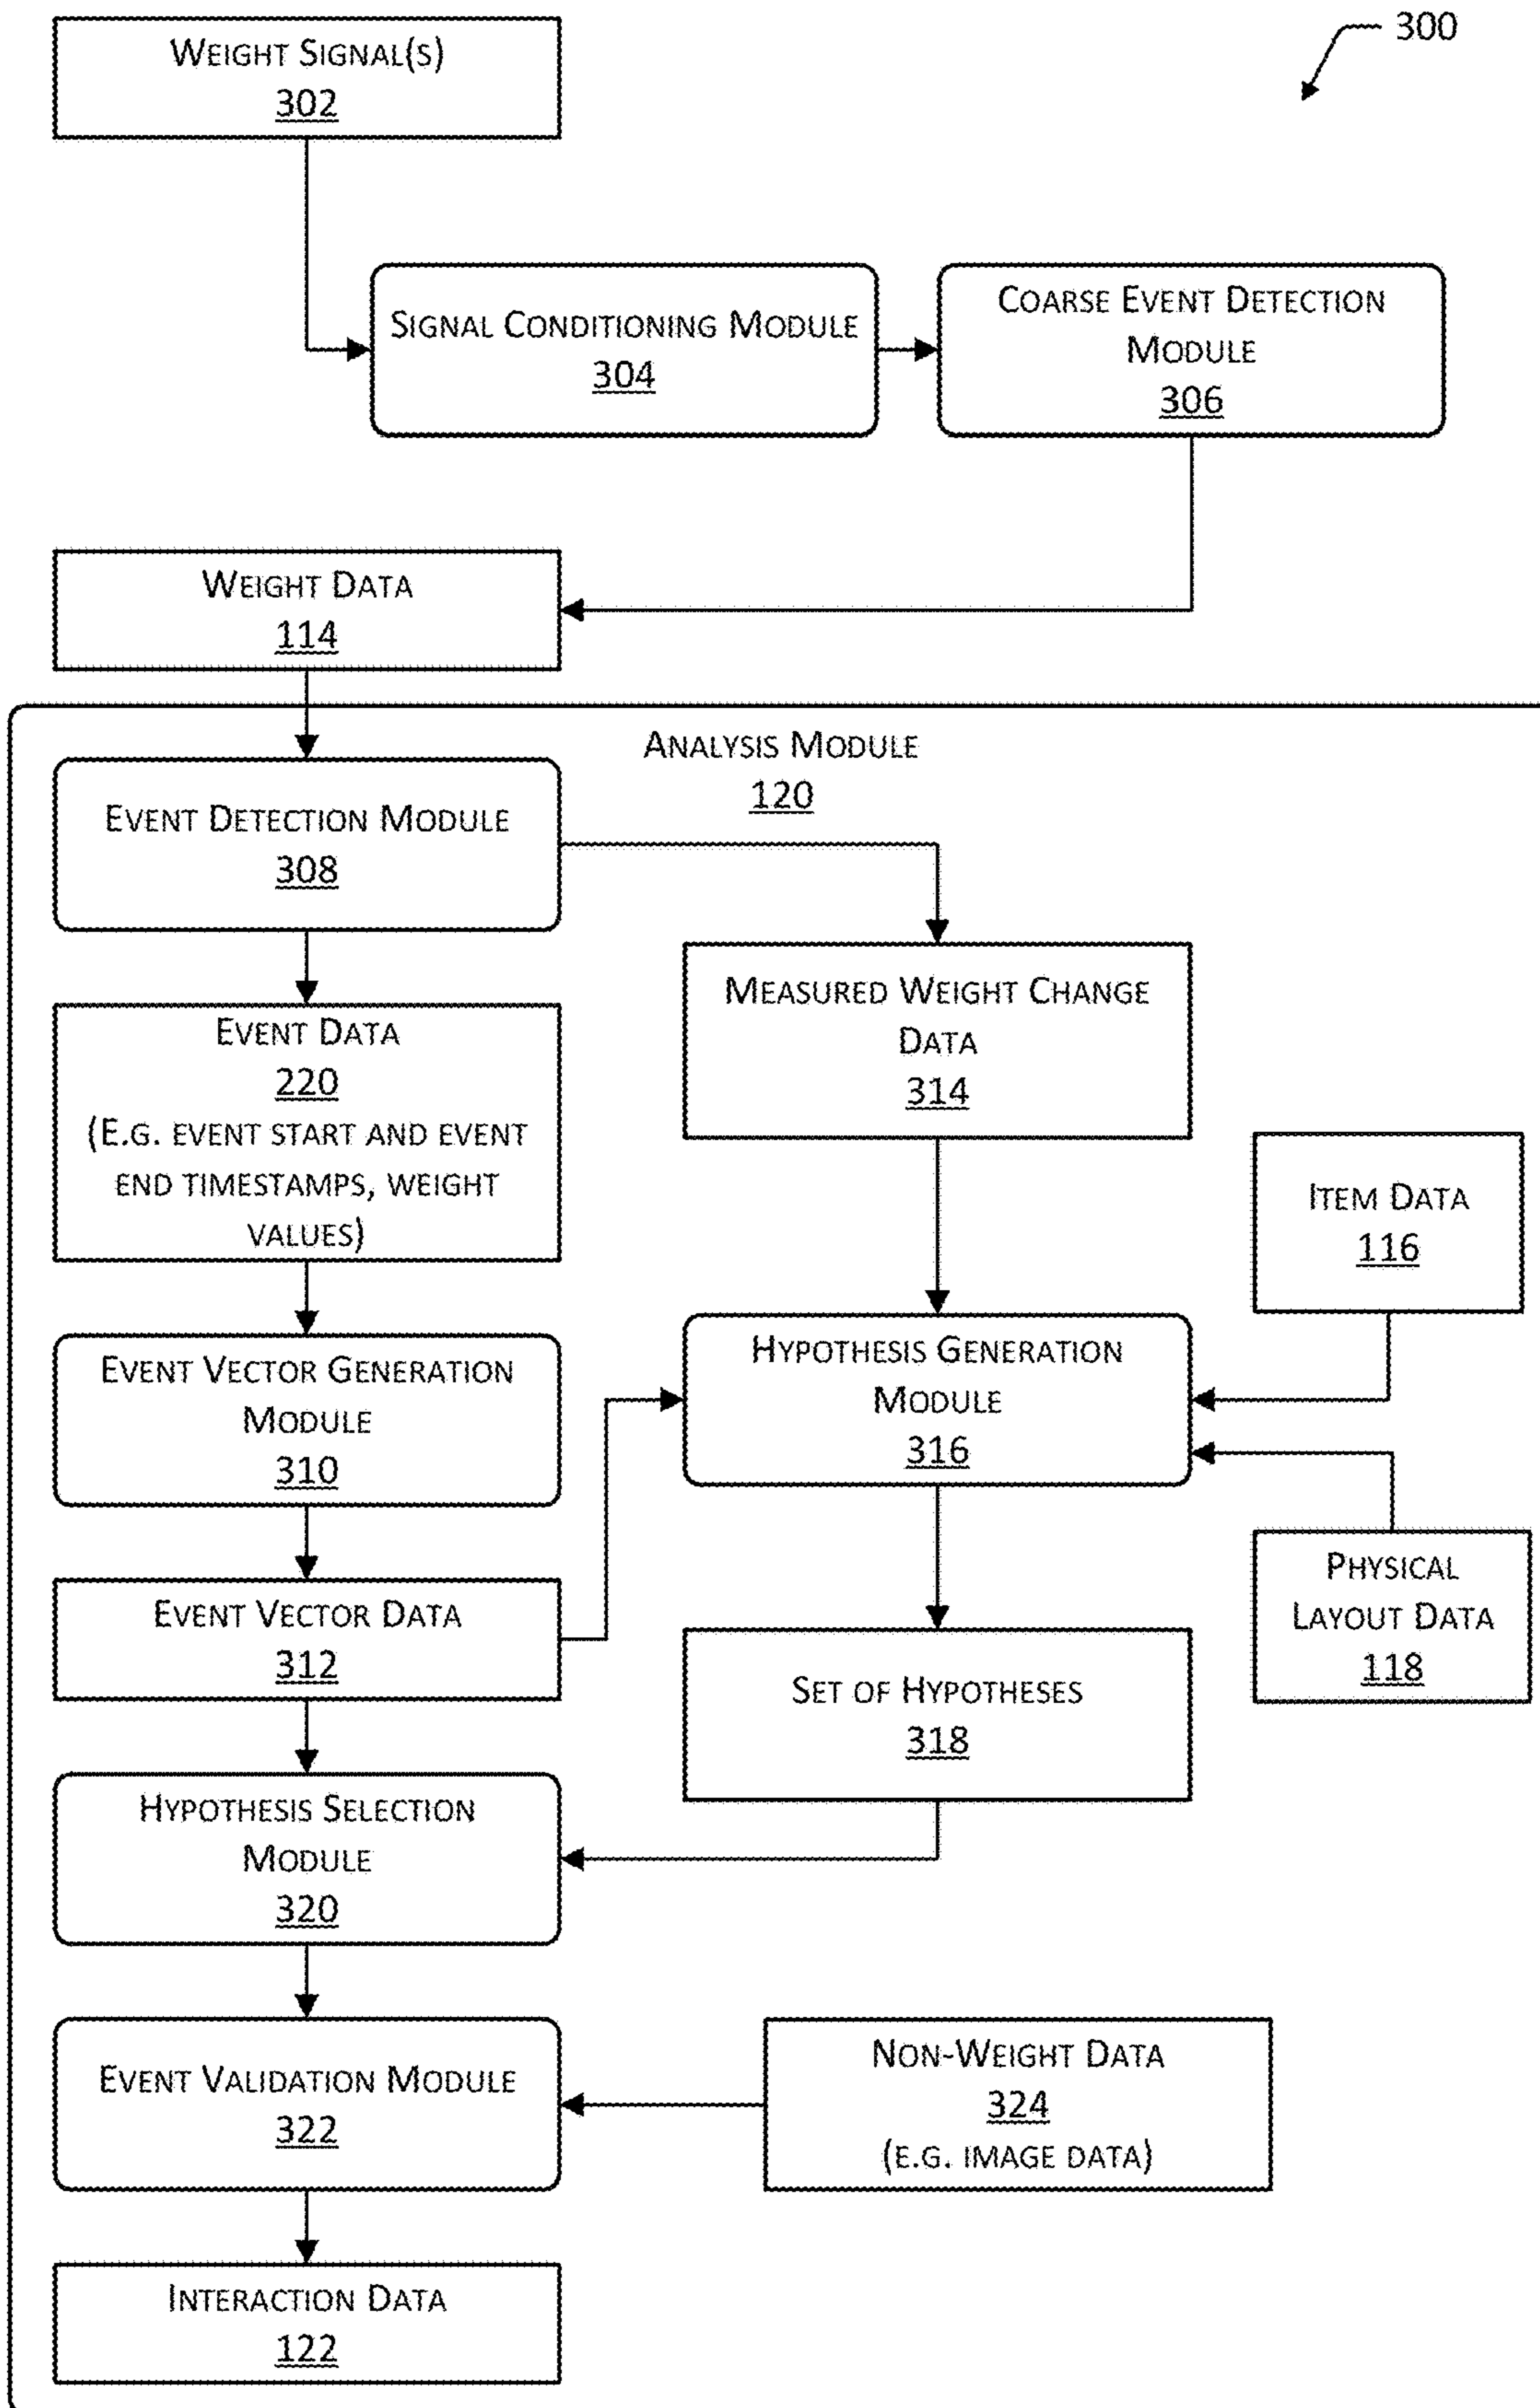 300
WEIGHT SIGNAL(S)
302
SIGNAL CONDITIONING MODULE
304
COARSE EVENT DETECTION
MODULE
306
WEIGHT DATA
114
ANALYSIS MODULE
120
EVENT DETECTION MODULE
308
MEASURED WEIGHT CHANGE
DATA
314
EVENT DATA
220
(E.G. EVENT START AND EVENT
END TIMESTAMPS, WEIGHT
VALUES)
ITEM DATA
116
EVENT VECTOR GENERATION
MODULE
310
HYPOTHESIS GENERATION
MODULE
316
PHYSICAL
LAYOUT DATA
118
EVENT VECTOR DATA
312
SET OF HYPOTHESES
318
HYPOTHESIS SELECTION
MODULE
320
EVENT VALIDATION MODULE
322
NON-WEIGHT DATA
324
(E.G. IMAGE DATA)
INTERACTION DATA
122